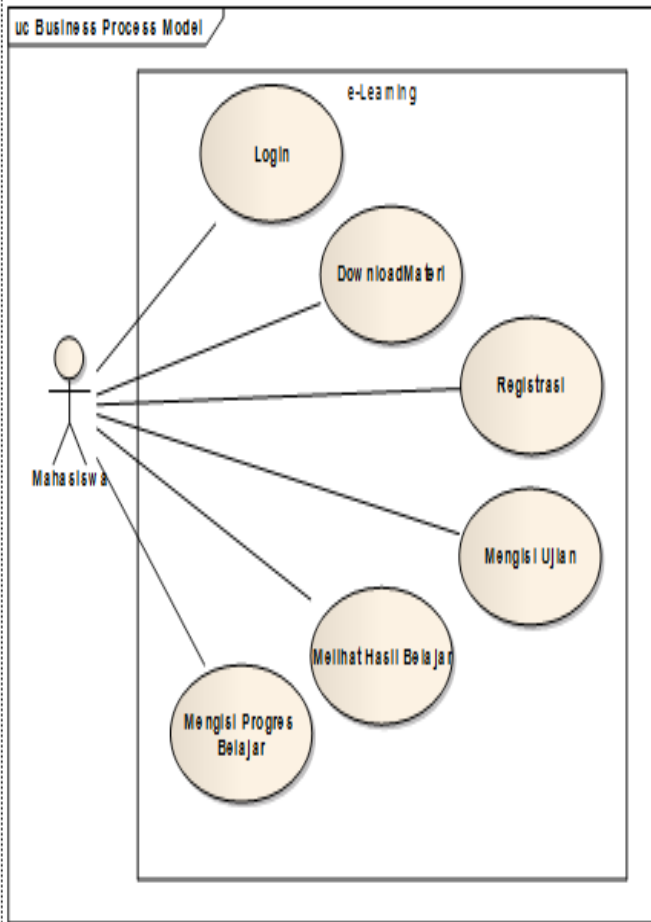 uc Business Process Model
e-Learning
Login
DownloadMateri
Registrasi
Mahasiswa
Mengisi Ujian
Melihat Hasil Belajar
Mengisi Progres
Belajar